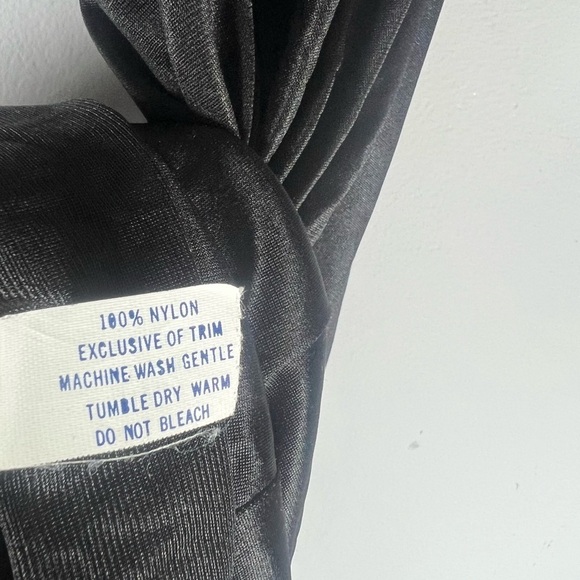 100% NYLON
EXCLUSIVE OF TRIM
MACHINE WASH GENTLE
TUMBLE DRY WARM
DO NOT BLEACH